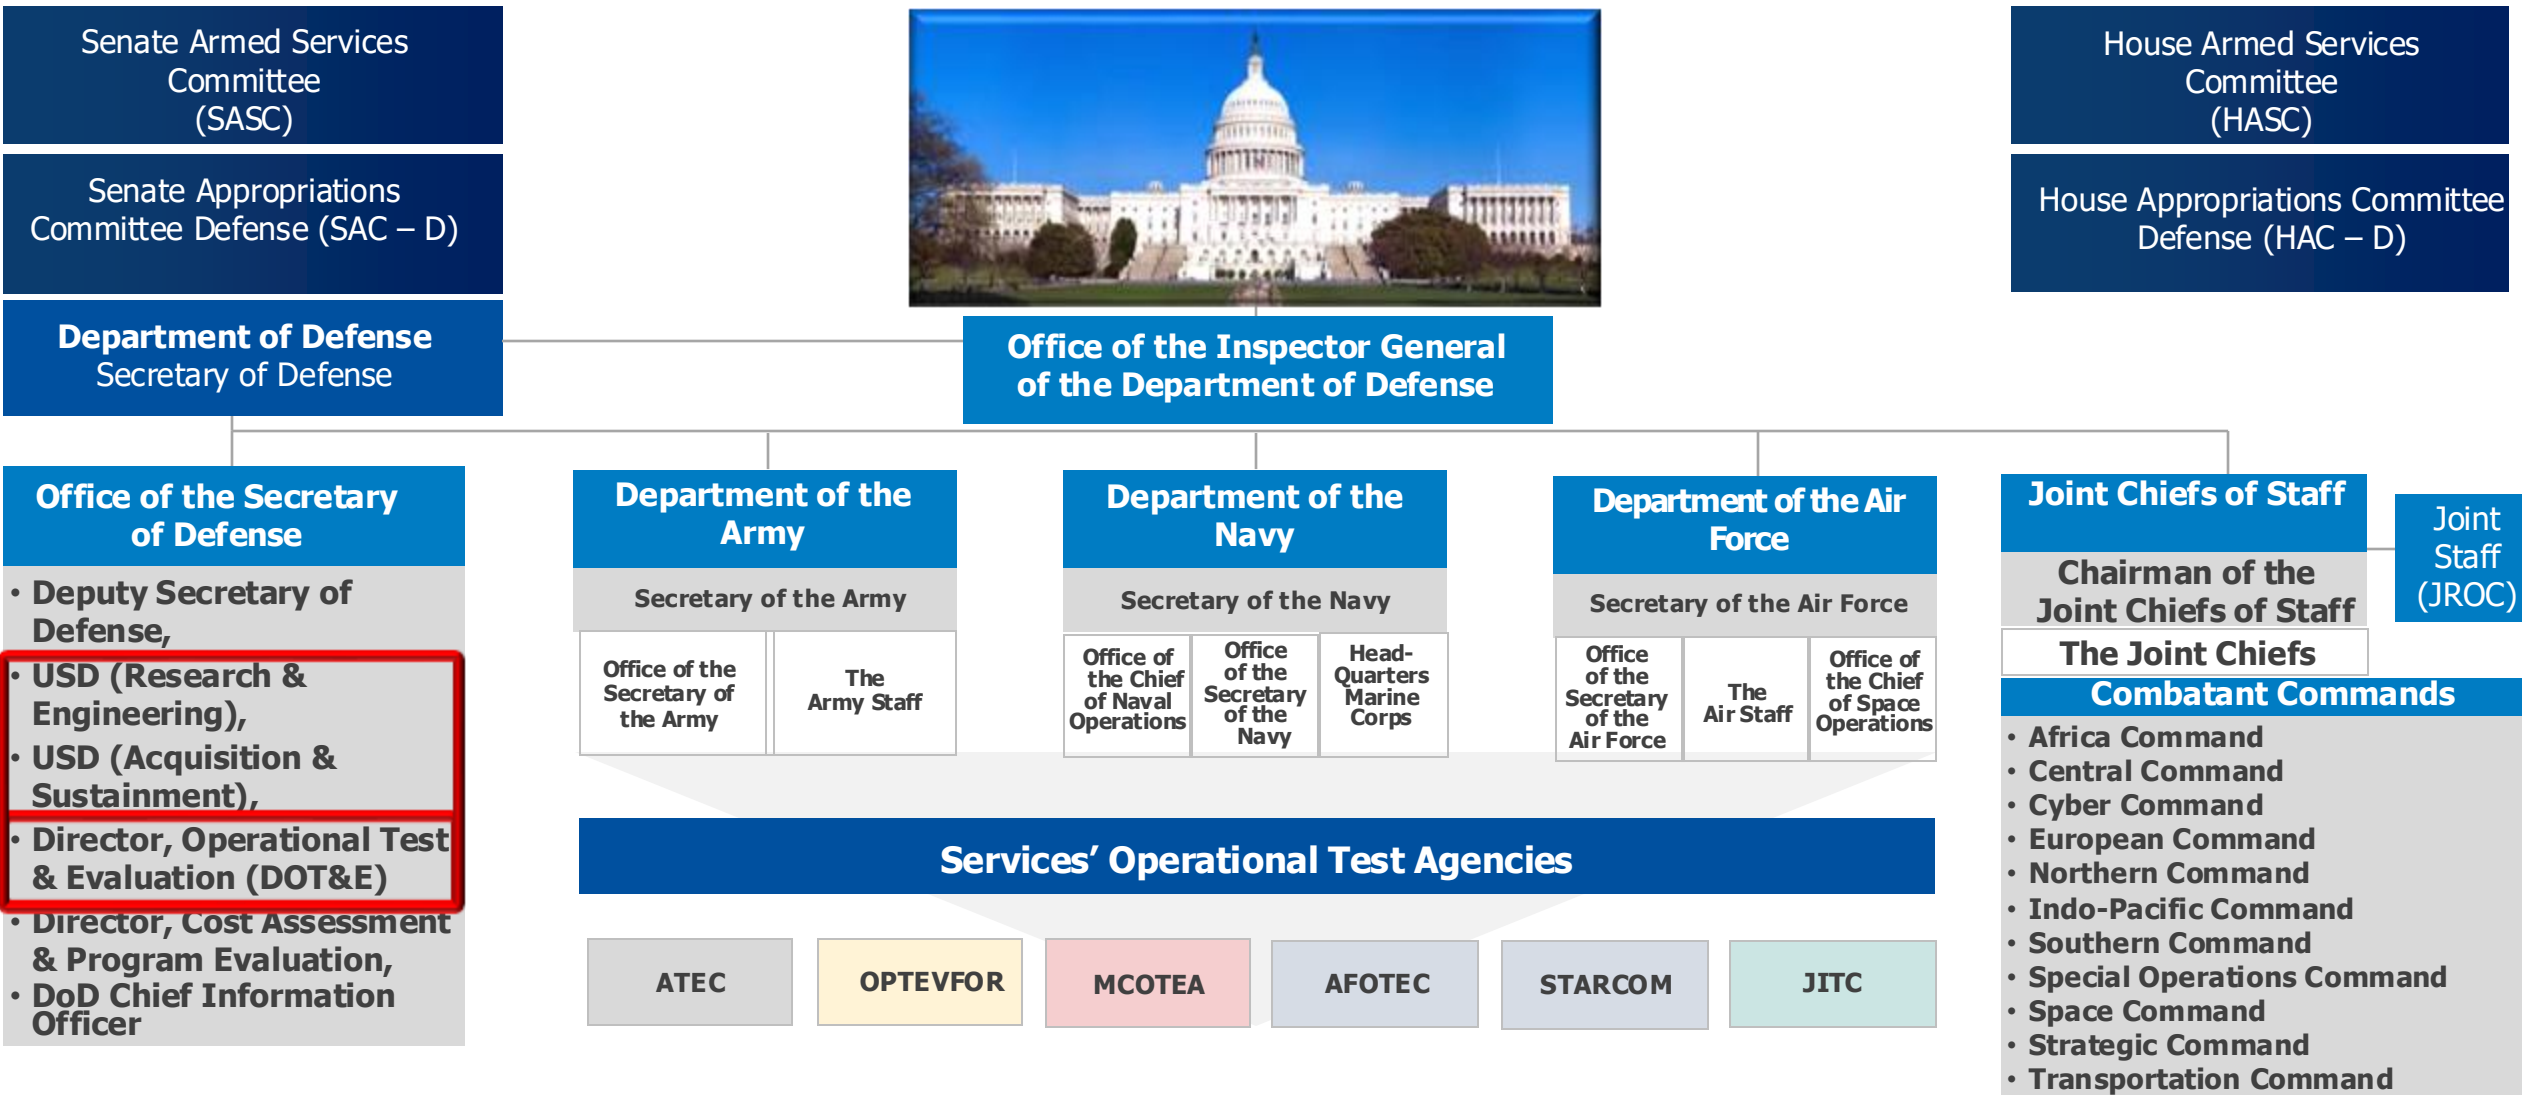 Senate Armed Services
Committee
(SASC)
House Armed Services
Committee
(HASC)
Senate Appropriations
Committee Defense (SAC – D)
House Appropriations Committee
Defense (HAC – D)
Department of Defense
Secretary of Defense
Office of the Inspector General
of the Department of Defense
Office of the Secretary
of Defense
• Deputy Secretary of
Defense,
• USD (Research &
Engineering),
• USD (Acquisition &
Sustainment),
• Director, Operational Test
& Evaluation (DOT&E)
• Director, Cost Assessment
& Program Evaluation,
• DoD Chief Information
Officer
Department of the
Army
Secretary of the Army
Office of the
Secretary of
the Army
The
Army Staff
Department of the
Navy
Secretary of the Navy
Office of
the Chief
of Naval
Operations
Office
of the
Secretary
of the
Navy
Head-
Quarters
Marine
Corps
Department of the Air
Force
Secretary of the Air Force
Office
of the
Secretary
of the
Air Force
The
Air Staff
Office of
the Chief
of Space
Operations
Joint Chiefs of Staff
Chairman of the
Joint Chiefs of Staff
The Joint Chiefs
Joint
Staff
(JROC)
Combatant Commands
• Africa Command
• Central Command
• Cyber Command
• European Command
• Northern Command
• Indo-Pacific Command
• Southern Command
• Special Operations Command
• Space Command
• Strategic Command
• Transportation Command
Services’ Operational Test Agencies
ATEC
OPTEVFOR
MCOTEA
AFOTEC
STARCOM
JITC